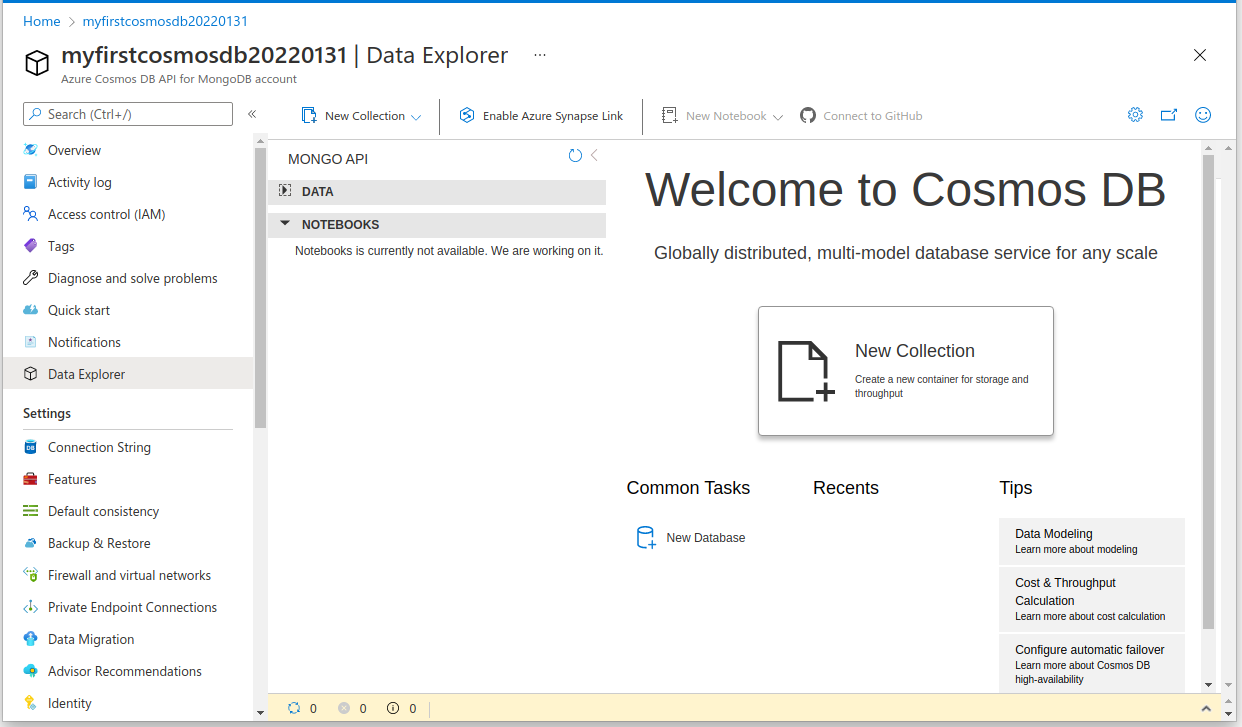 Home > myfirstcosmosdb20220131
myfirstcosmosdb20220131 | Data Explorer ...
Azure Cosmos DB API for MongoDB account
Search (Ctrl+/)
«
New Collection
Enable Azure Synapse Link
New Notebook
Connect to GitHub
Overview
Activity log
Access control (IAM)
Tags
Diagnose and solve problems
Quick start
Notifications
Data Explorer
Settings
Connection String
Features
Default consistency
Backup & Restore
Firewall and virtual networks
Private Endpoint Connections
Data Migration
Advisor Recommendations
Identity
MONGO API
DATA
NOTEBOOKS
Notebooks is currently not available. We are working on it.
Welcome to Cosmos DB
Globally distributed, multi-model database service for any scale
New Collection
Create a new container for storage and
throughput
Common Tasks
New Database
Recents
Tips
Data Modeling
Learn more about modeling
Cost & Throughput
Calculation
Learn more about cost calculation
Configure automatic failover
Learn more about Cosmos DB
high-availability
0 0 0